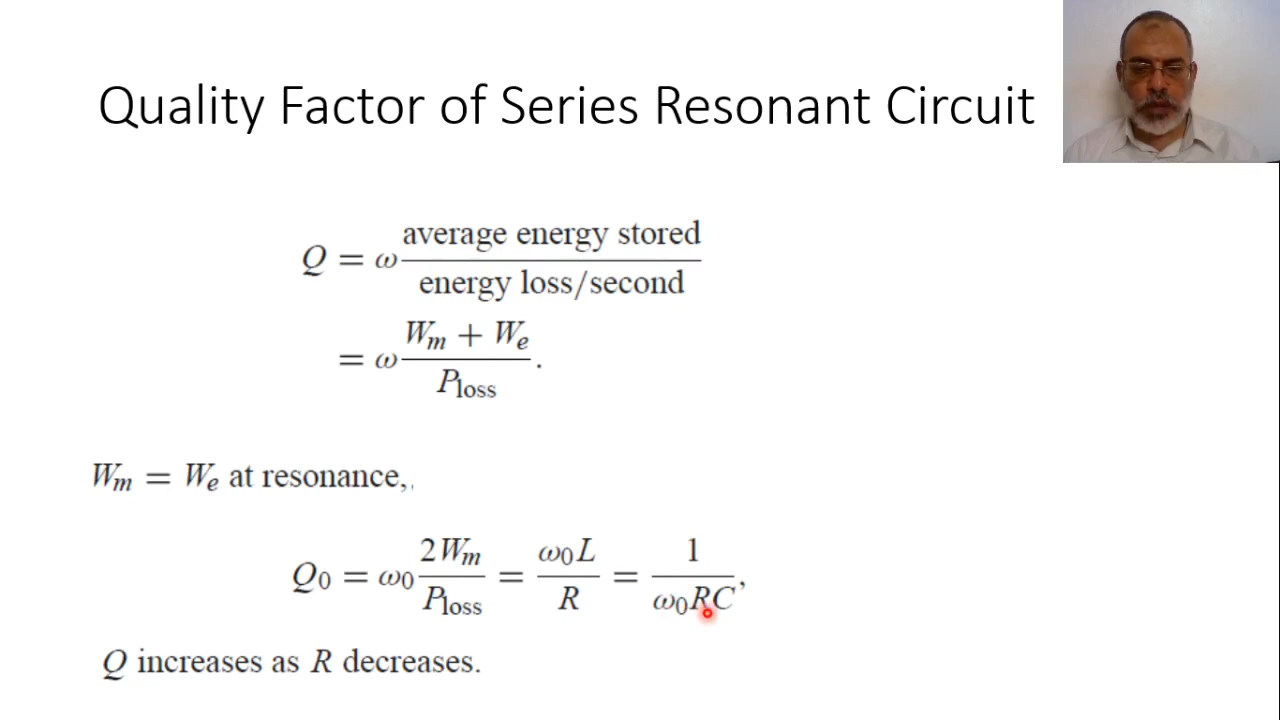 Quality Factor of Series Resonant Circuit
Q = ω average energy stored / energy loss/second
= ω Wm + We / Ploss .
Wm = We at resonance,,
Q0 = ω0 2Wm / Ploss = ω0L / R = 1 / ω0RC ,
Q increases as R decreases.